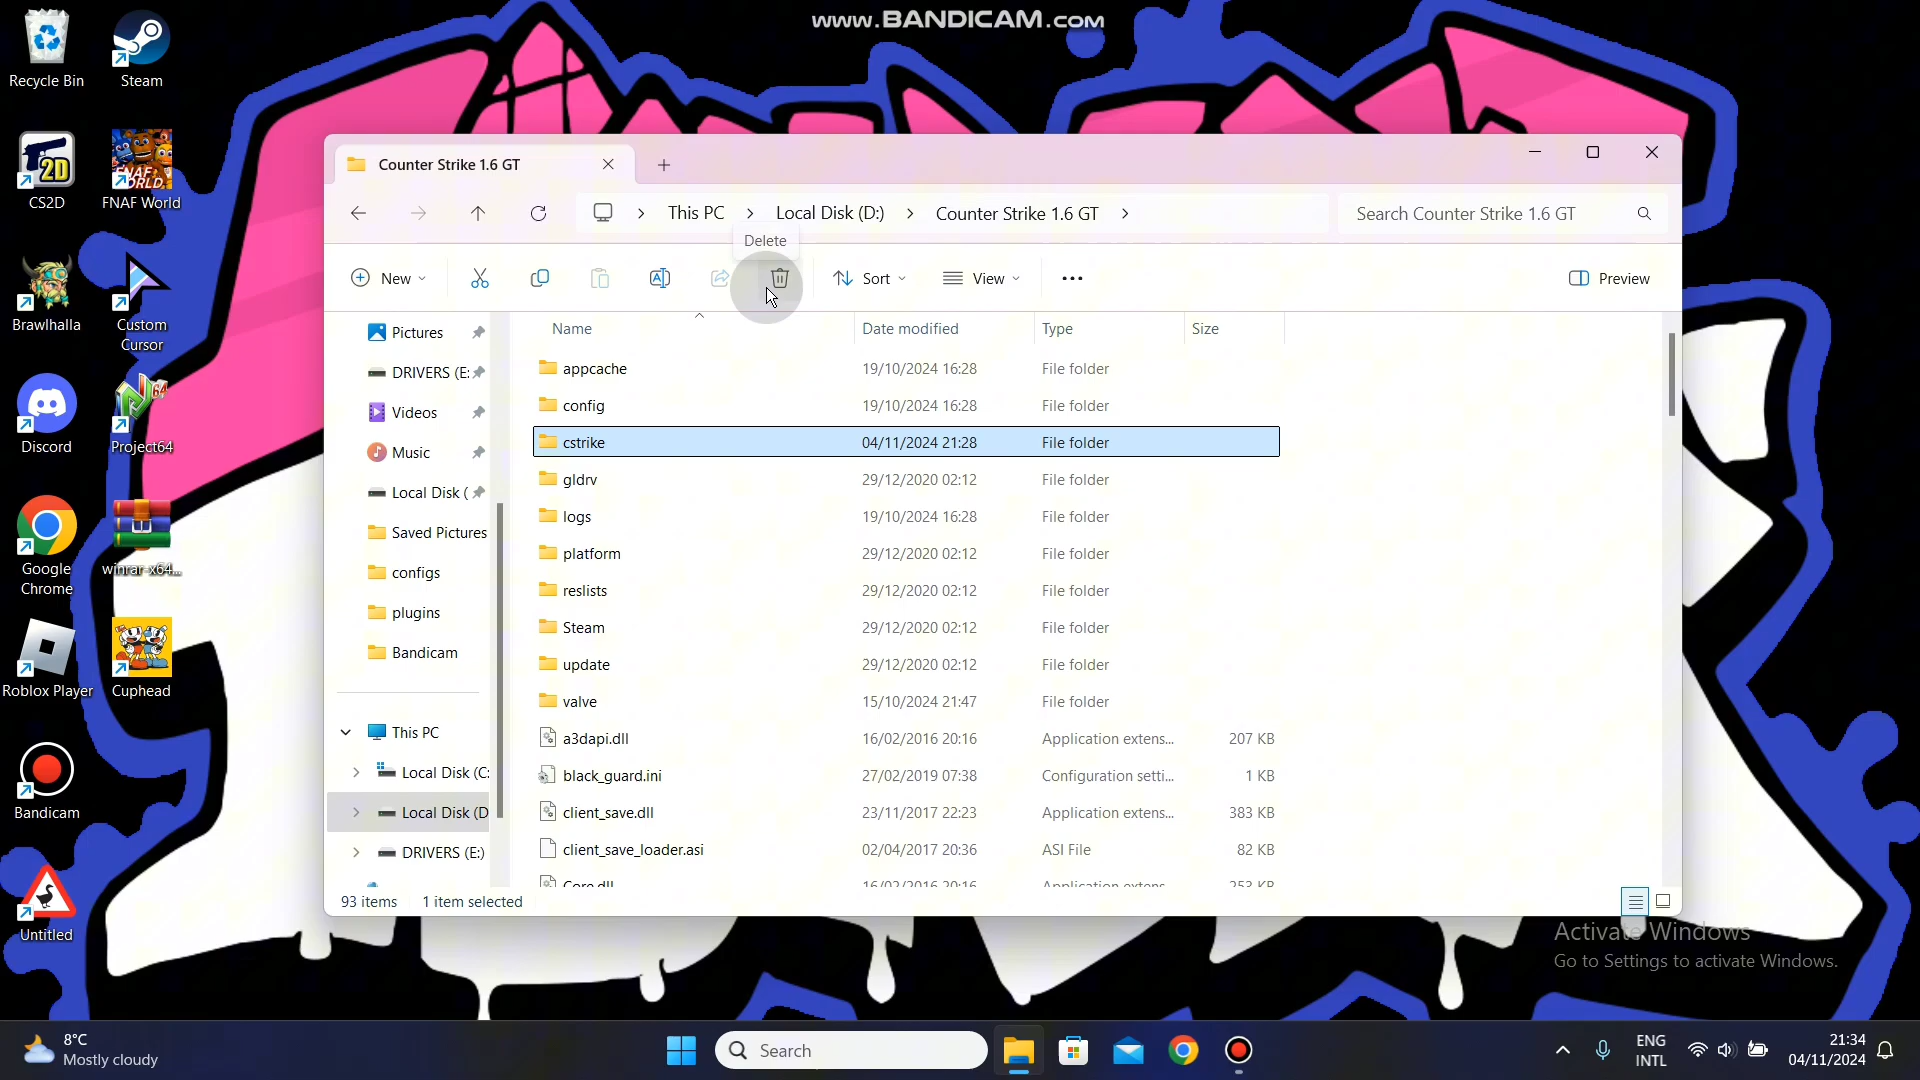 www.BANDICAM.com
Recycle Bin
Steam
CS2D
FNAF World
Brawlhalla
Custom
Cursor
Discord
Project64
Google
Chrome
winrar-x64...
Roblox Player
Cuphead
Bandicam
Untitled
Counter Strike 1.6 GT
This PC
Local Disk (D:)
Counter Strike 1.6 GT
Search Counter Strike 1.6 GT
Delete
New
Sort
View
Preview
Pictures
DRIVERS (E:
Videos
Music
Local Disk (
Saved Pictures
configs
plugins
Bandicam
This PC
Local Disk (C:
Local Disk (D
DRIVERS (E:)
Name Date modified Type Size
appcache 19/10/2024 16:28 File folder
config 19/10/2024 16:28 File folder
cstrike 04/11/2024 21:28 File folder
gldrv 29/12/2020 02:12 File folder
logs 19/10/2024 16:28 File folder
platform 29/12/2020 02:12 File folder
reslists 29/12/2020 02:12 File folder
Steam 29/12/2020 02:12 File folder
update 29/12/2020 02:12 File folder
valve 15/10/2024 21:47 File folder
a3dapi.dll 16/02/2016 20:16 Application extens... 207 KB
black_guard.ini 27/02/2019 07:38 Configuration setti... 1 KB
client_save.dll 23/11/2017 22:23 Application extens... 383 KB
client_save_loader.asi 02/04/2017 20:36 ASI File 82 KB
Core.dll 16/02/2016 20:16 Application extens... 253 KB
93 items 1 item selected
Activate Windows
Go to Settings to activate Windows.
8°C
Mostly cloudy
Search
ENG
INTL
21:34
04/11/2024